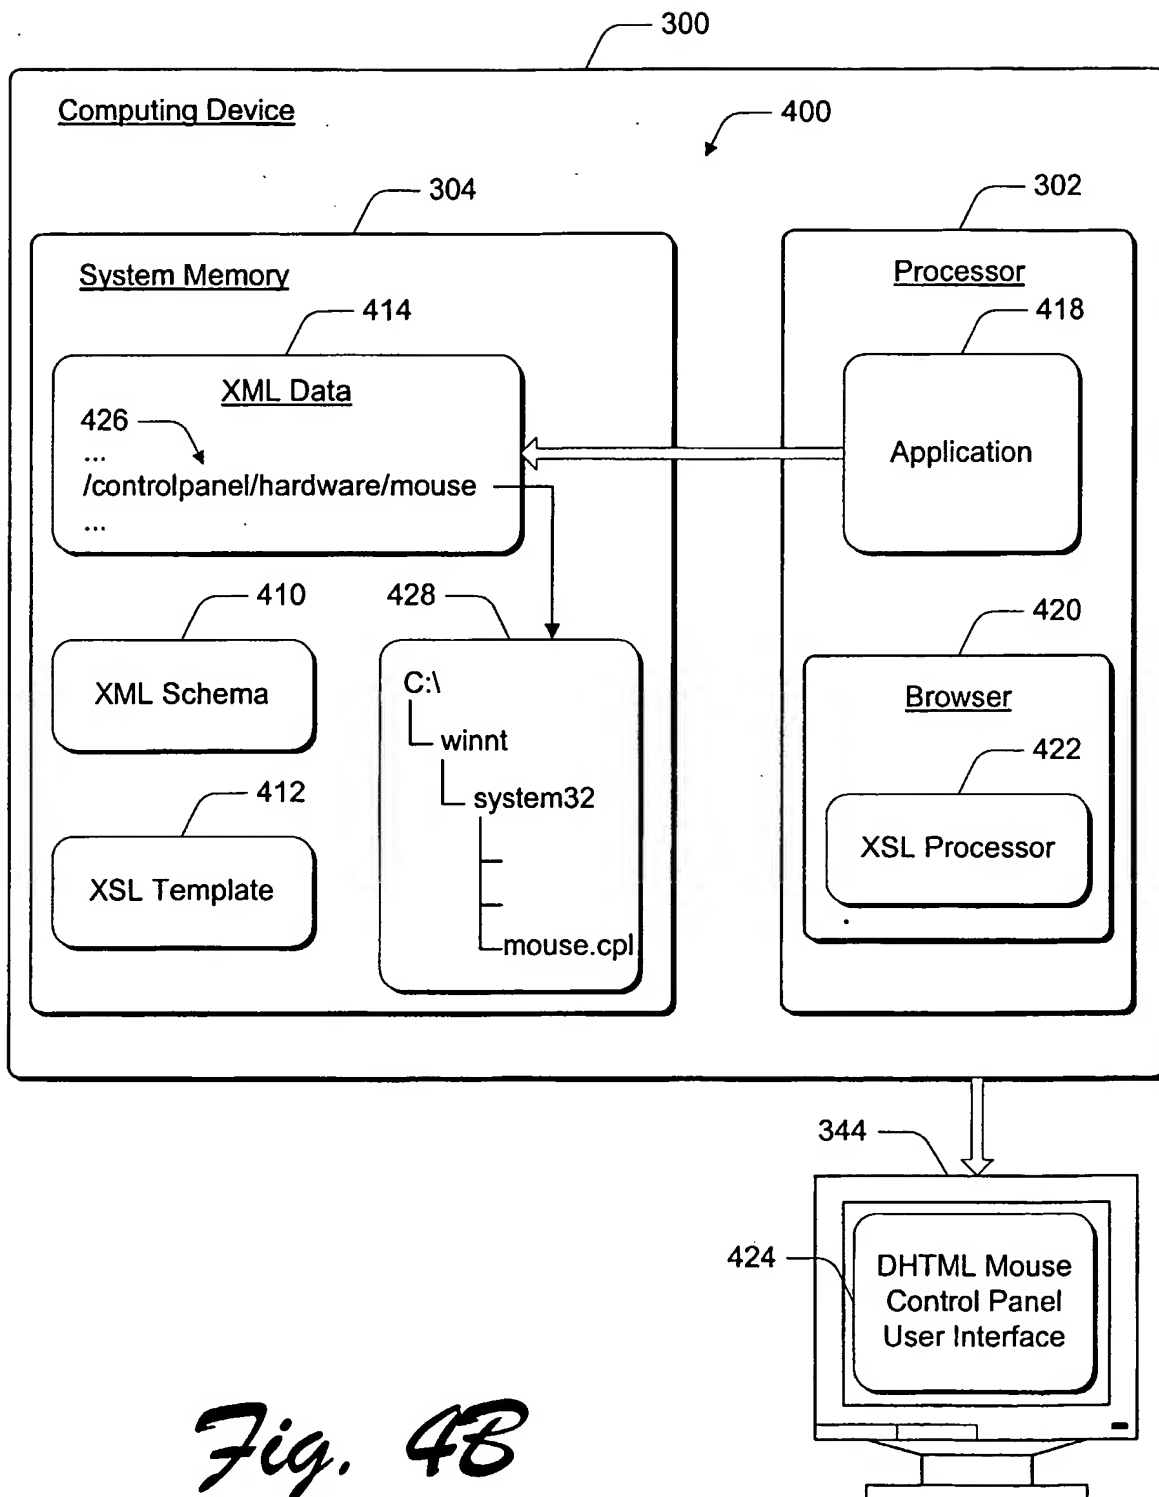 300
Computing Device
400
304
302
System Memory
Processor
414
418
XML Data
426
...
/controlpanel/hardware/mouse
...
Application
410
428
420
XML Schema
C:\
winnt
system32
mouse.cpl
Browser
422
412
XSL Processor
XSL Template
344
424
DHTML Mouse
Control Panel
User Interface
Fig. 4B